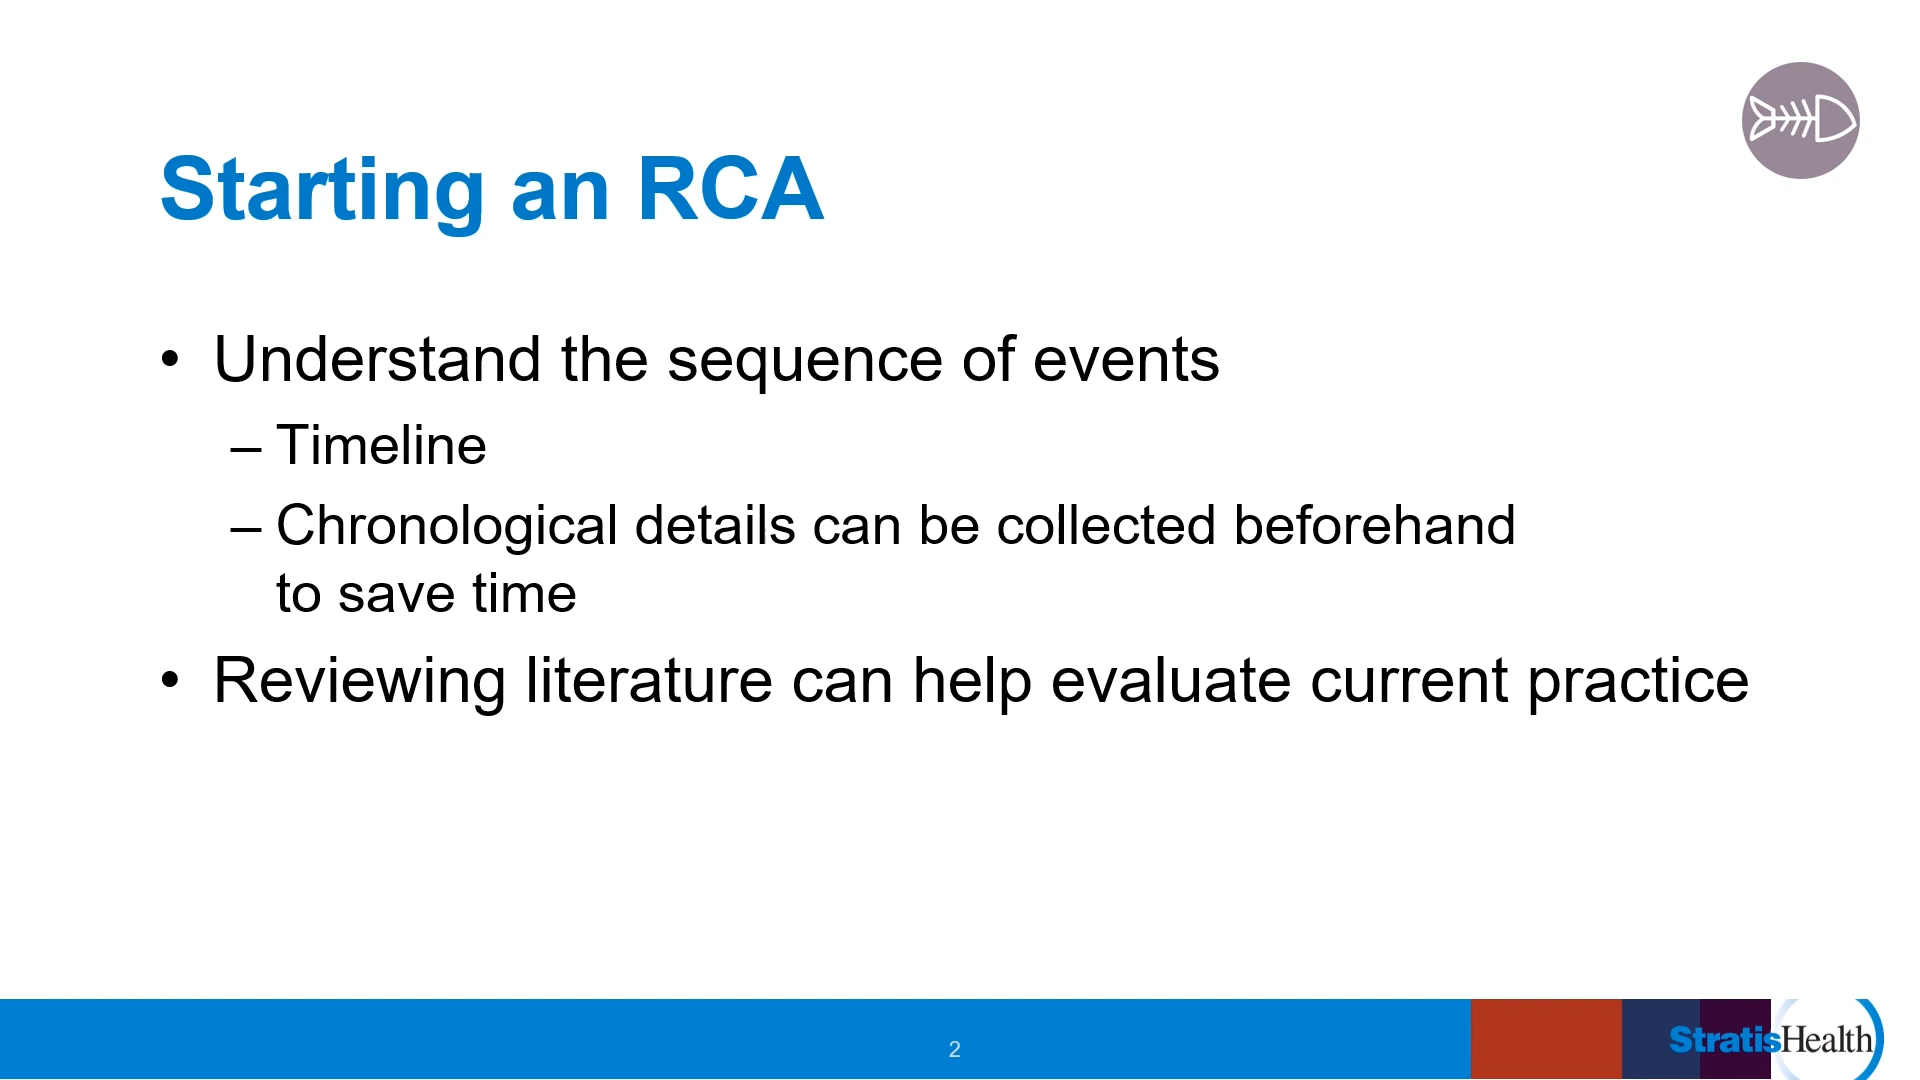 Starting an RCA
• Understand the sequence of events
– Timeline
– Chronological details can be collected beforehand
to save time
• Reviewing literature can help evaluate current practice
2
StratisHealth